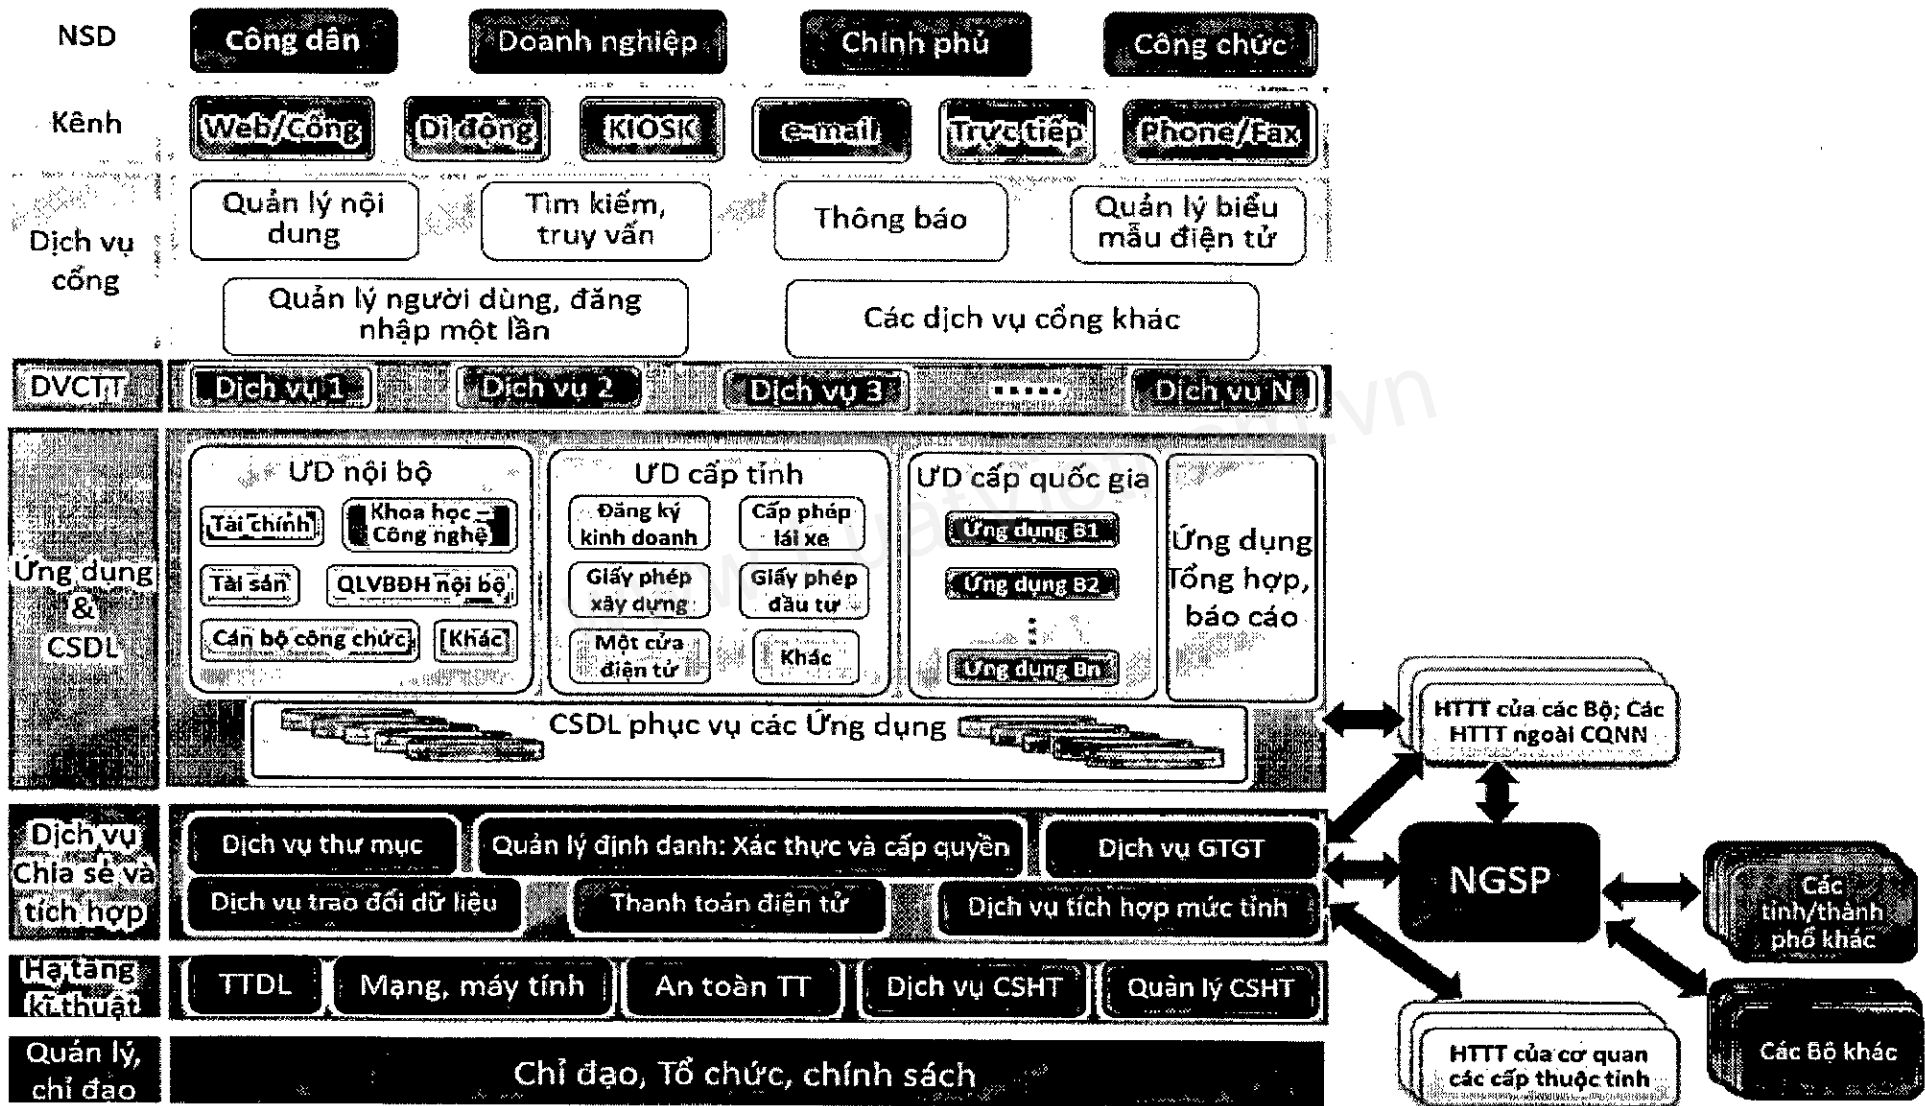 NSD
Công dân
Doanh nghiệp
Chính phủ
Công chức
Kênh
Web/Cổng
Di động
KIOSK
e-mail
Trực tiếp
Phone/Fax
Dịch vụ
cổng
Quản lý nội
dung
Tìm kiếm,
truy vấn
Thông báo
Quản lý biểu
mẫu điện tử
Quản lý người dùng, đăng
nhập một lần
Các dịch vụ cổng khác
DVCTT
Dịch vụ 1
Dịch vụ 2
Dịch vụ 3
.....
Dịch vụ N
Ứng dụng
&
CSDL
ƯD nội bộ
Tài chính
Khoa học –
Công nghệ
Tài sản
QLVBĐH nội bộ
Cán bộ công chức
Khác
ƯD cấp tỉnh
Đăng ký
kinh doanh
Cấp phép
lái xe
Giấy phép
xây dựng
Giấy phép
đầu tư
Một cửa
điện tử
Khác
ƯD cấp quốc gia
Ứng dụng B1
Ứng dụng B2
Ứng dụng Bn
Ứng dụng
Tổng hợp,
báo cáo
CSDL phục vụ các Ứng dụng
HTTT của các Bộ; Các
HTTT ngoài CQNN
Dịch vụ
Chia sẻ và
tích hợp
Dịch vụ thư mục
Quản lý định danh: Xác thực và cấp quyền
Dịch vụ GTGT
Dịch vụ trao đổi dữ liệu
Thanh toán điện tử
Dịch vụ tích hợp mức tỉnh
NGSP
Các
tỉnh/thành
phố khác
Hạ tầng
kĩ thuật
TTDL
Mạng, máy tính
An toàn TT
Dịch vụ CSHT
Quản lý CSHT
HTTT của cơ quan
các cấp thuộc tỉnh
Các Bộ khác
Quản lý,
chỉ đạo
Chỉ đạo, Tổ chức, chính sách
www.LuatVietnam.vn